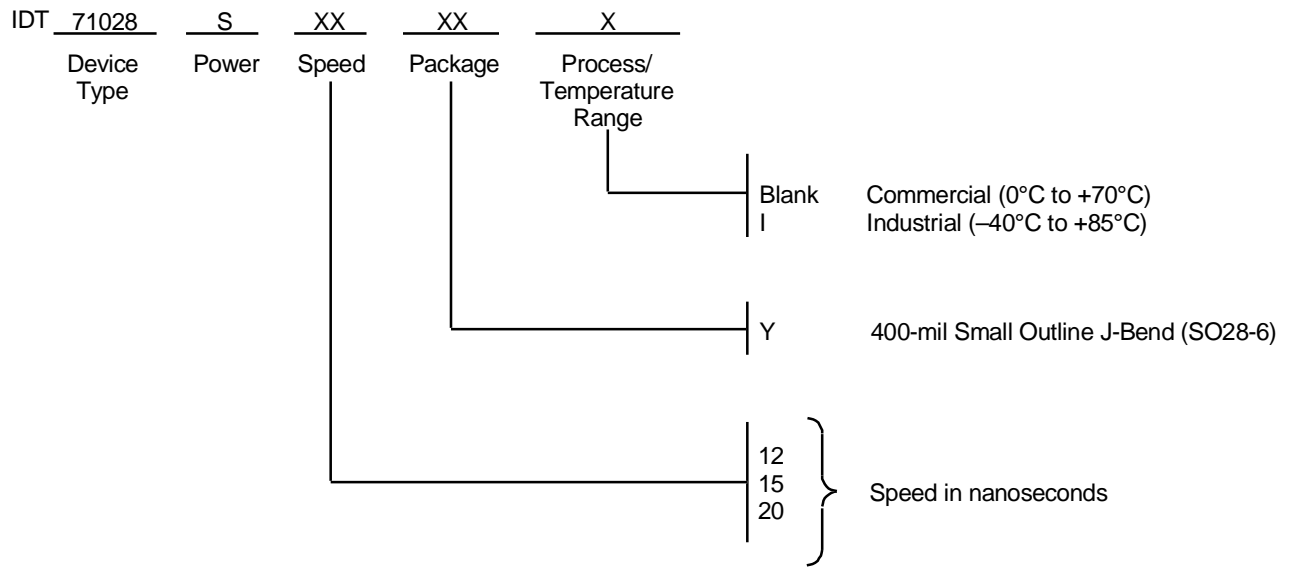 IDT 71028 S XX XX X
Device Type Power Speed Package Process/ Temperature Range
Blank Commercial (0°C to +70°C)
I Industrial (–40°C to +85°C)
Y 400-mil Small Outline J-Bend (SO28-6)
12
15
20
Speed in nanoseconds